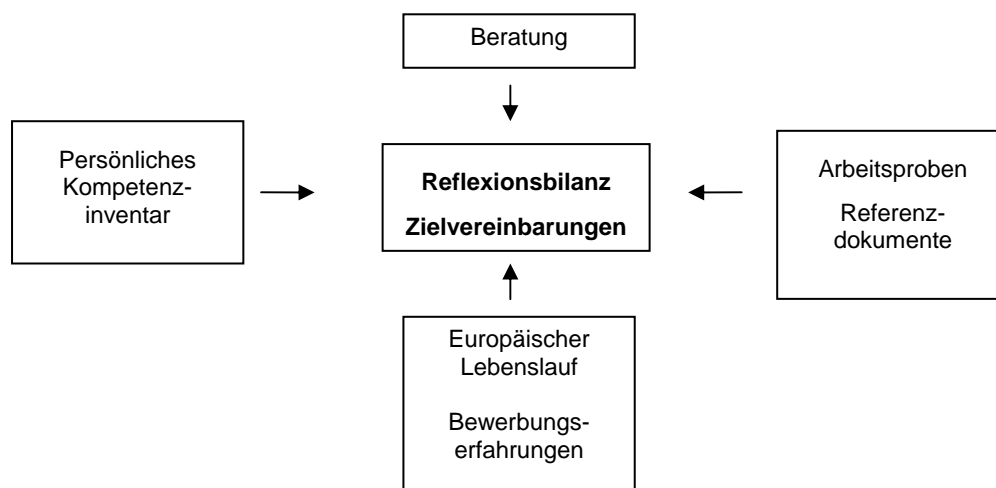 Beratung
Persönliches
Kompetenz-
inventar
Reflexionsbilanz
Zielvereinbarungen
Arbeitsproben
Referenz-
dokumente
Europäischer
Lebenslauf
Bewerbungs-
erfahrungen